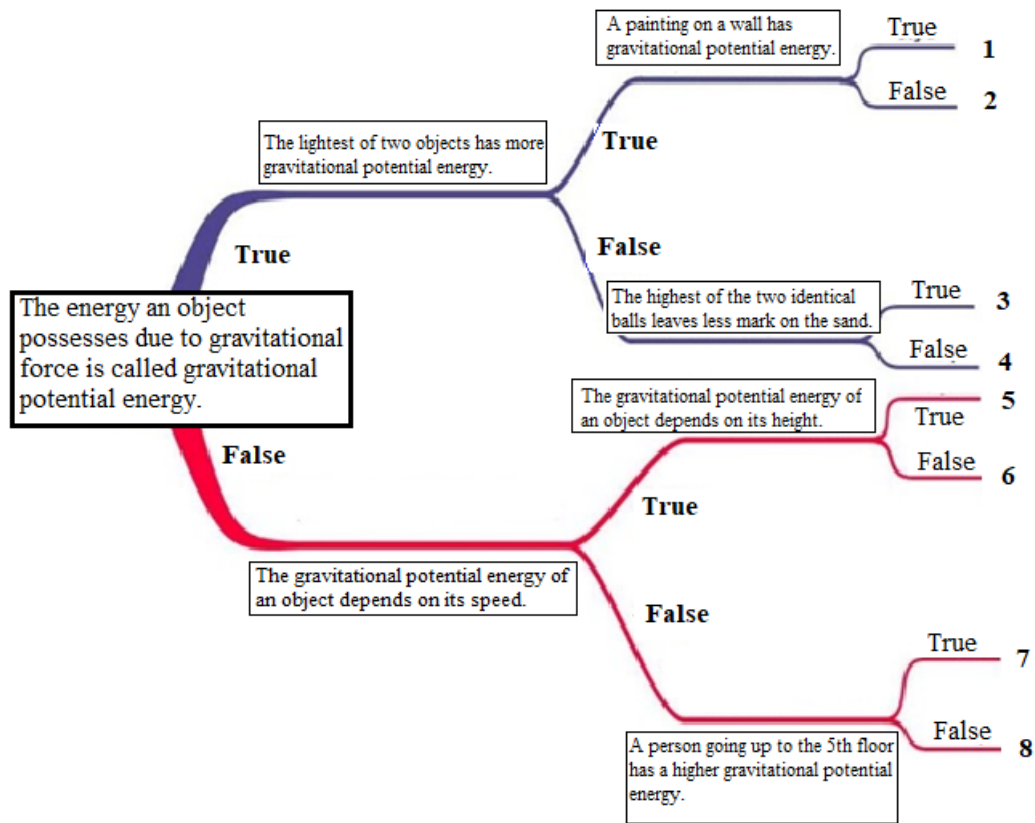 A painting on a wall has
gravitational potential energy.
True
1
False
2
The lightest of two objects has more
gravitational potential energy.
True
True
False
The highest of the two identical
balls leaves less mark on the sand.
True
3
False
4
The energy an object
possesses due to gravitational
force is called gravitational
potential energy.
False
The gravitational potential energy of
an object depends on its height.
5
True
False
6
True
The gravitational potential energy of
an object depends on its speed.
False
True
7
False
8
A person going up to the 5th floor
has a higher gravitational potential
energy.